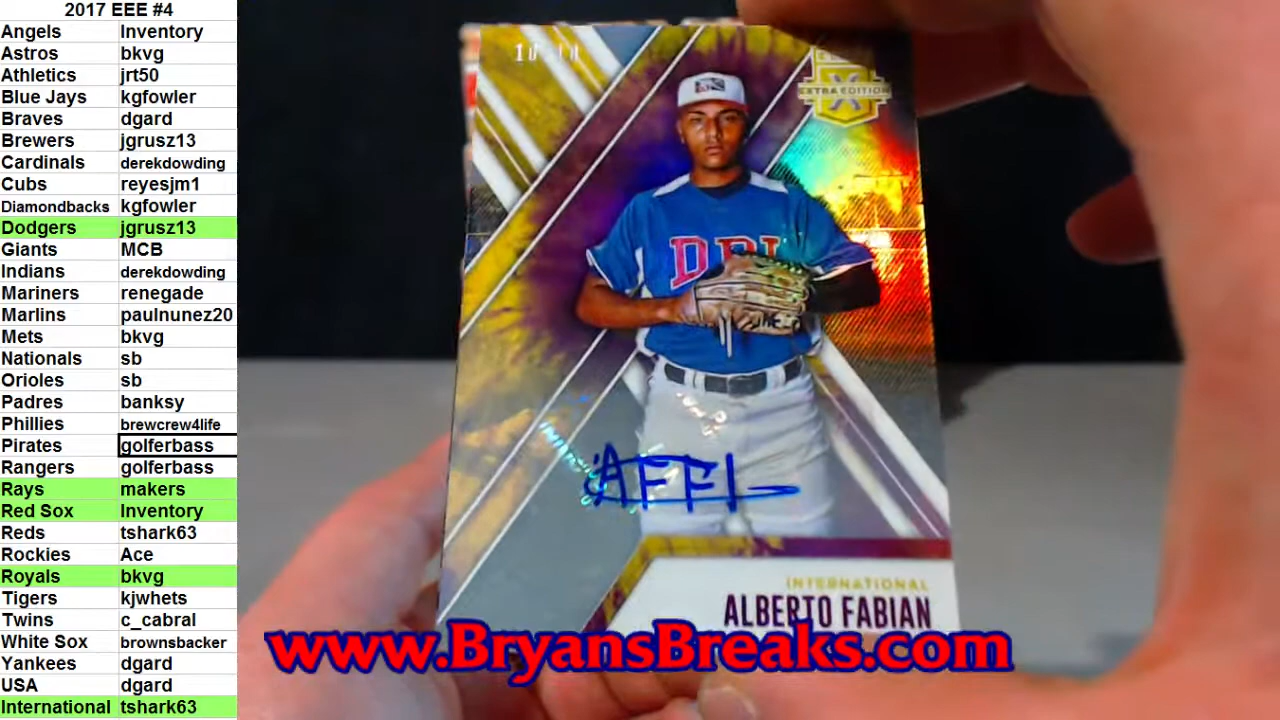 2017 EEE #4
Angels Inventory
Astros bkvg
Athletics jrt50
Blue Jays kgfowler
Braves dgard
Brewers jgrusz13
Cardinals derekdowding
Cubs reyesjm1
Diamondbacks kgfowler
Dodgers jgrusz13
Giants MCB
Indians derekdowding
Mariners renegade
Marlins paulnunez20
Mets bkvg
Nationals sb
Orioles sb
Padres banksy
Phillies brewcrew4life
Pirates golferbass
Rangers golferbass
Rays makers
Red Sox Inventory
Reds tshark63
Rockies Ace
Royals bkvg
Tigers kjwhets
Twins c_cabral
White Sox brownsbacker
Yankees dgard
USA dgard
International tshark63
EXTRA EDITION
X
INTERNATIONAL
ALBERTO FABIAN
www.BryansBreaks.com